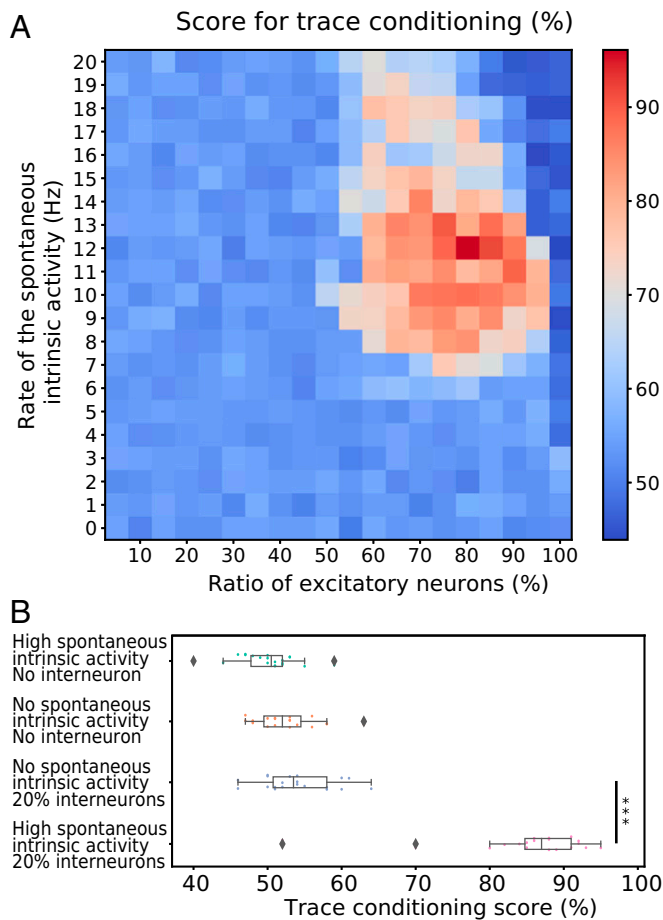 A
Score for trace conditioning (%)
Rate of the spontaneous
intrinsic activity (Hz)
20
19
18
17
16
15
14
13
12
11
10
9
8
7
6
5
4
3
2
1
0
10 20 30 40 50 60 70 80 90 100
Ratio of excitatory neurons (%)
90
80
70
60
50
B
High spontaneous
intrinsic activity
No interneuron
No spontaneous
intrinsic activity
No interneuron
No spontaneous
intrinsic activity
20% interneurons
High spontaneous
intrinsic activity
20% interneurons
***
40 50 60 70 80 90 100
Trace conditioning score (%)